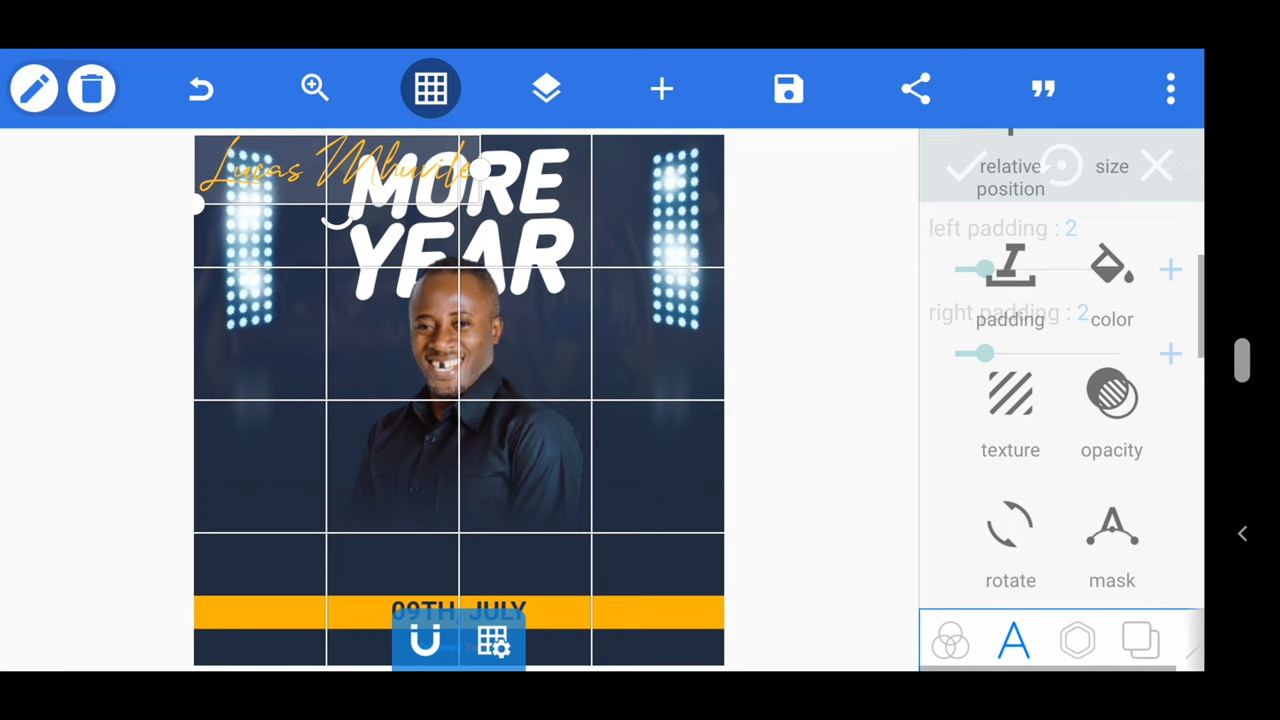 Lucas Mhuvile
MORE
YEAR
09TH JULY
relative
position
size
left padding : 2
padding
color
right padding : 2
texture
opacity
rotate
mask